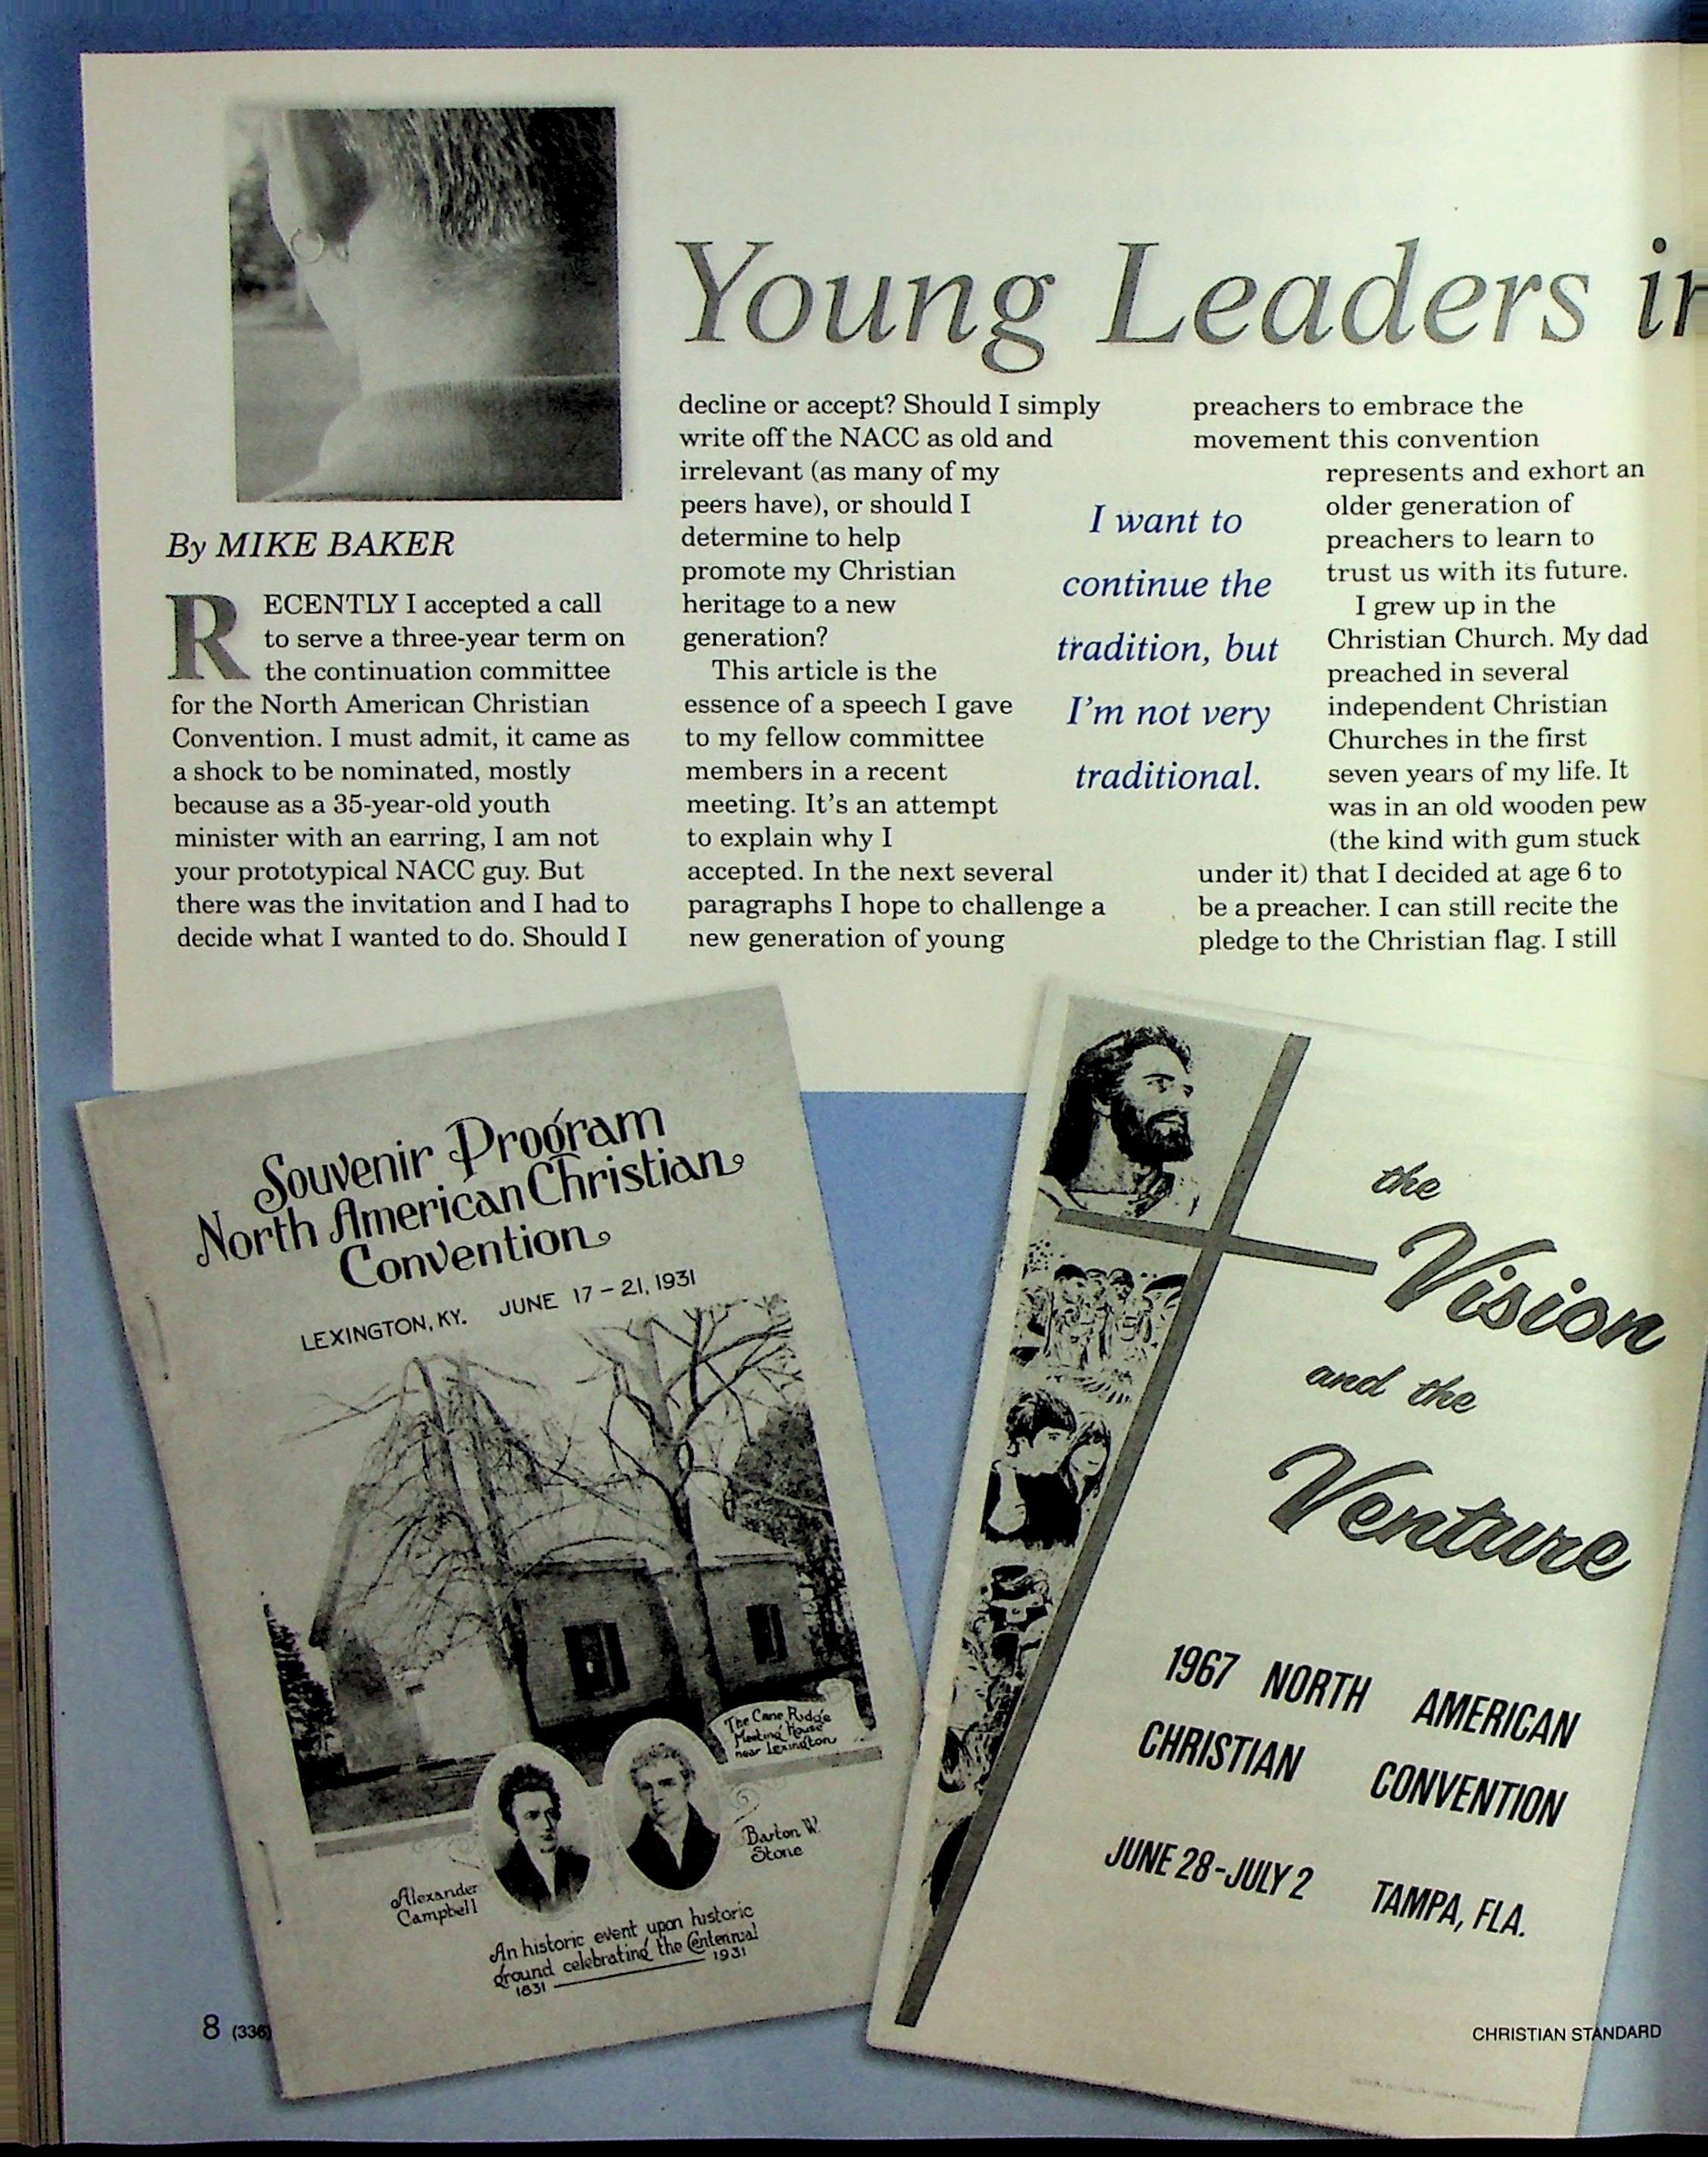 Young Leaders in
By MIKE BAKER
RECENTLY I accepted a call
to serve a three-year term on
the continuation committee
for the North American Christian
Convention. I must admit, it came as
a shock to be nominated, mostly
because as a 35-year-old youth
minister with an earring, I am not
your prototypical NACC guy. But
there was the invitation and I had to
decide what I wanted to do. Should I
decline or accept? Should I simply
write off the NACC as old and
irrelevant (as many of my
peers have), or should I
determine to help
promote my Christian
heritage to a new
generation?
This article is the
essence of a speech I gave
to my fellow committee
members in a recent
meeting. It's an attempt
to explain why I
accepted. In the next several
paragraphs I hope to challenge a
new generation of young
I want to
continue the
tradition, but
I'm not very
traditional.
preachers to embrace the
movement this convention
represents and exhort an
older generation of
preachers to learn to
trust us with its future.
I grew up in the
Christian Church. My dad
preached in several
independent Christian
Churches in the first
seven years of my life. It
was in an old wooden pew
(the kind with gum stuck
under it) that I decided at age 6 to
be a preacher. I can still recite the
pledge to the Christian flag. I still
Souvenir Program
North American Christian
Convention
LEXINGTON, KY. JUNE 17-21, 1931
The Cane Ridge
Meeting House
near Lexington
Alexander
Campbell
Barton W.
Stone
An historic event upon historic
ground celebrating the Centennial
1831 1931
the
Vision
and the
Venture
1967 NORTH AMERICAN
CHRISTIAN CONVENTION
JUNE 28-JULY 2 TAMPA, FLA.
8 (336)
CHRISTIAN STANDARD